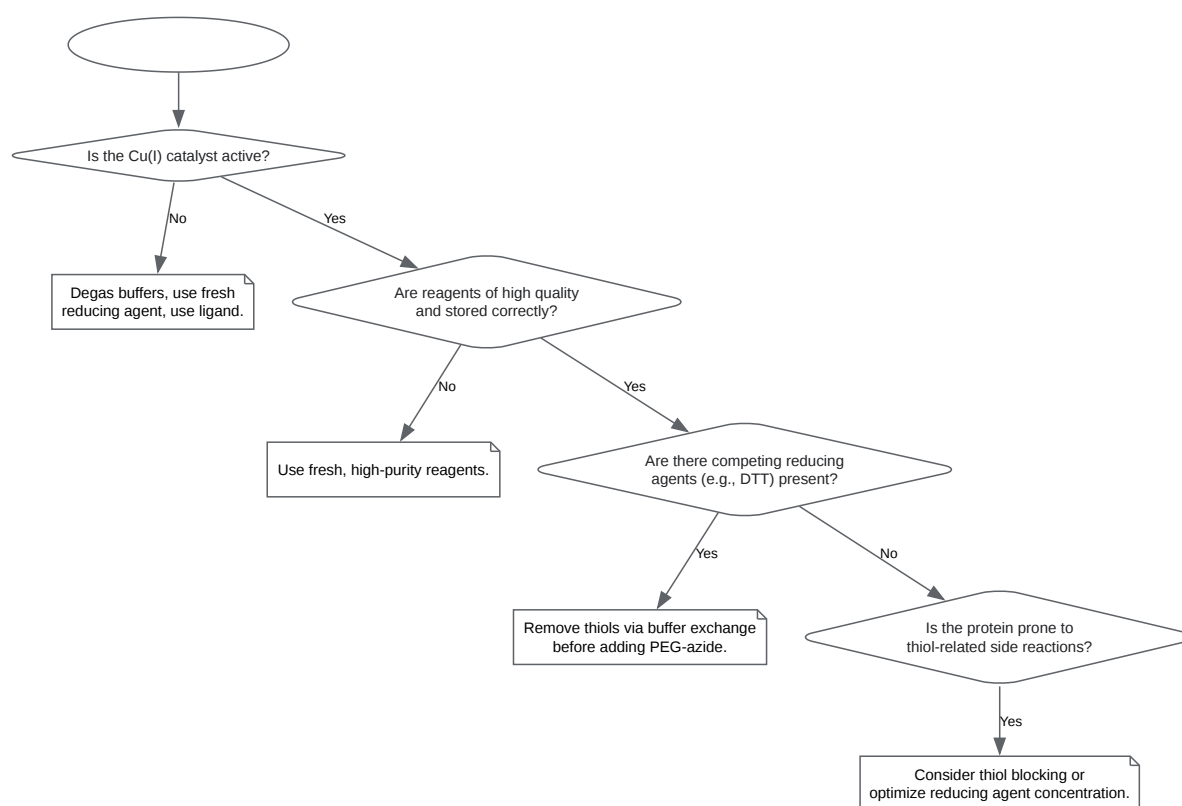 Is the Cu(I) catalyst active?
No
Yes
Degas buffers, use fresh
reducing agent, use ligand.
Are reagents of high quality
and stored correctly?
No
Yes
Use fresh, high-purity reagents.
Are there competing reducing
agents (e.g., DTT) present?
Yes
No
Remove thiols via buffer exchange
before adding PEG-azide.
Is the protein prone to
thiol-related side reactions?
Yes
Consider thiol blocking or
optimize reducing agent concentration.